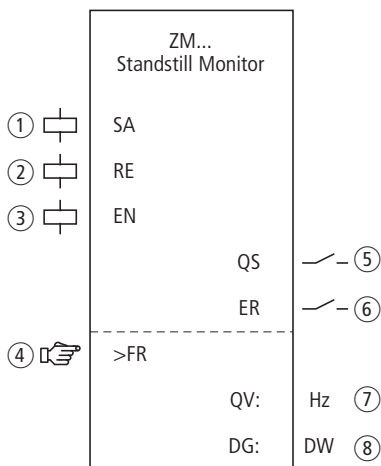 ZM...
Standstill Monitor
① SA
② RE
③ EN
QS ⑤
ER ⑥
④ >FR
QV: Hz ⑦
DG: DW ⑧